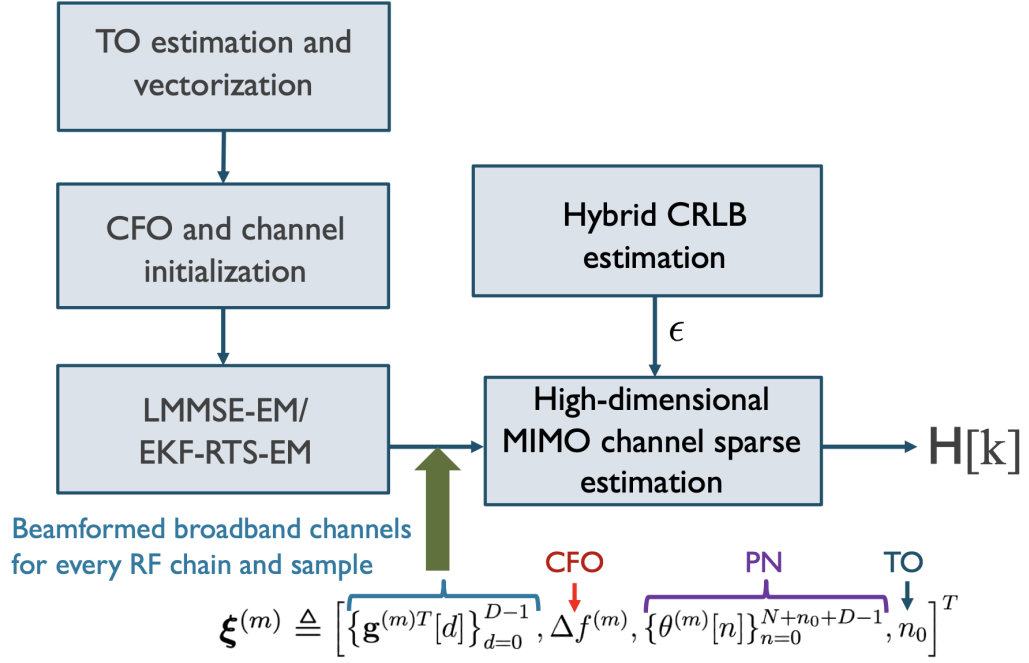 TO estimation and
vectorization
CFO and channel
initialization
LMMSE-EM/
EKF-RTS-EM
Hybrid CRLB
estimation
ϵ
High-dimensional
MIMO channel sparse
estimation
H[k]
Beamformed broadband channels
for every RF chain and sample
CFO PN TO
𝝃^{(m)} ≜ [{𝐠^{(m)T}[d]}_{d=0}^{D−1}, Δf^{(m)}, {θ^{(m)}[n]}_{n=0}^{N+n_0+D−1}, n_0]^T